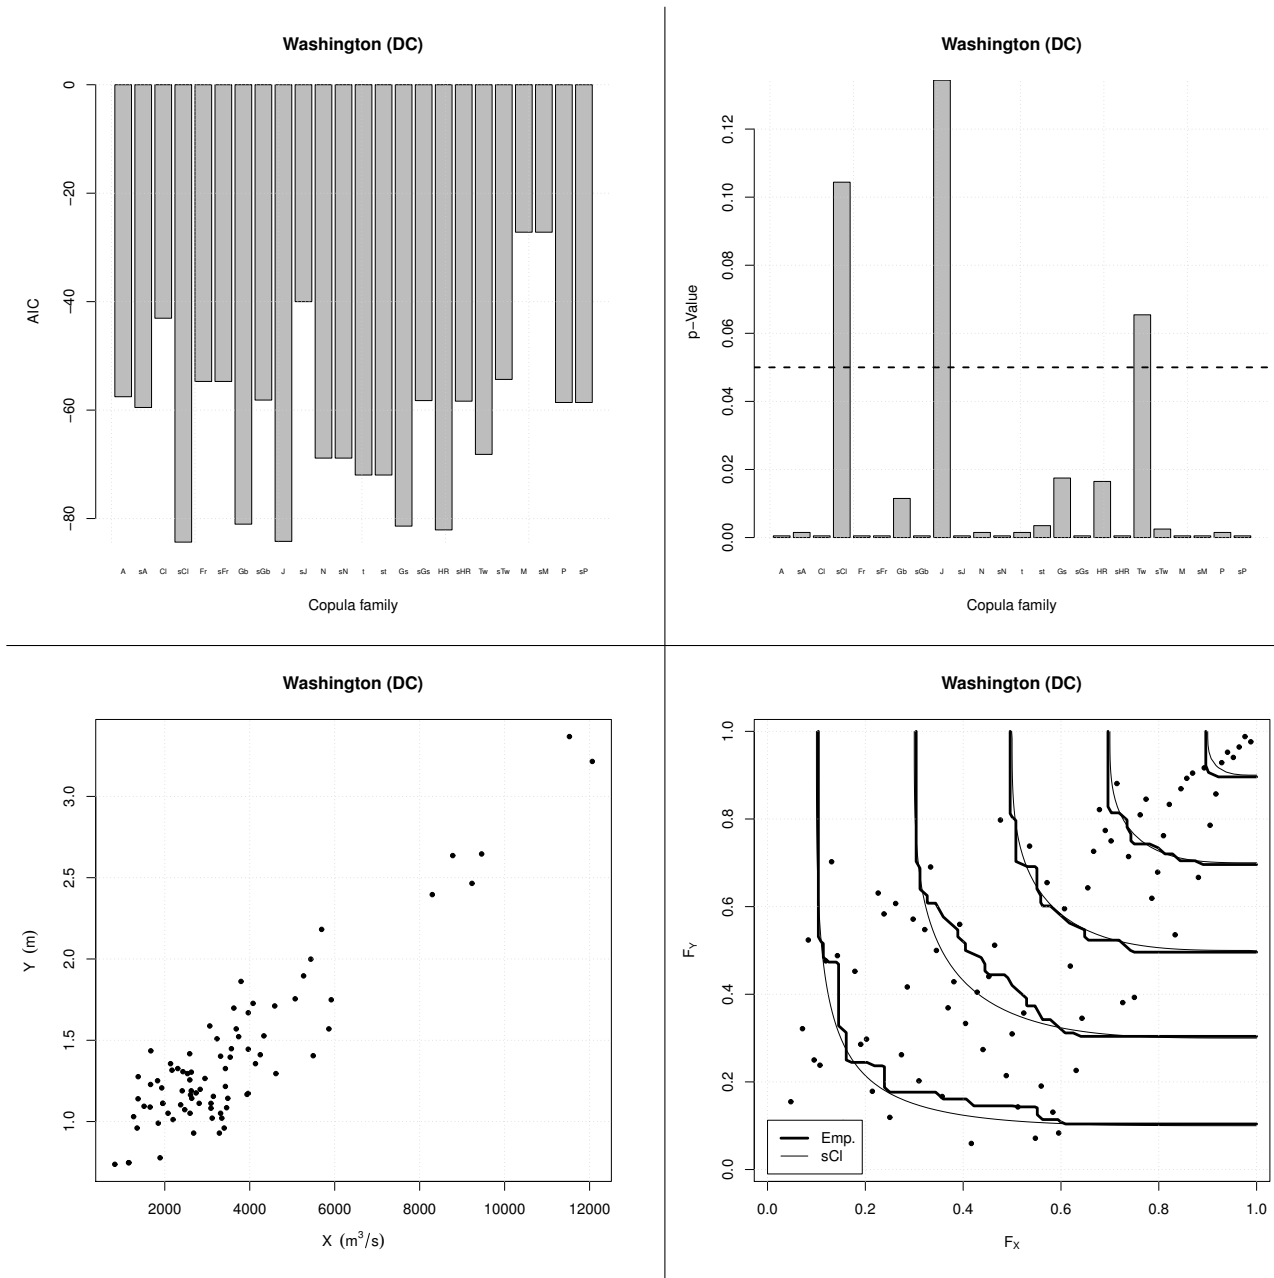 Washington (DC)
AIC
0
−20
−40
−60
−80
A sA Cl sCl Fr sFr Gb sGb J sJ N sN t st Gs sGs HR sHR Tw sTw M sM P sP
Copula family
Washington (DC)
p−Value
0.12
0.10
0.08
0.06
0.04
0.02
0.00
A sA Cl sCl Fr sFr Gb sGb J sJ N sN t st Gs sGs HR sHR Tw sTw M sM P sP
Copula family
Washington (DC)
Y (m)
3.0
2.5
2.0
1.5
1.0
2000 4000 6000 8000 10000 12000
X (m³/s)
Washington (DC)
F_Y
1.0
0.8
0.6
0.4
0.2
0.0
Emp.
sCl
0.0 0.2 0.4 0.6 0.8 1.0
F_X